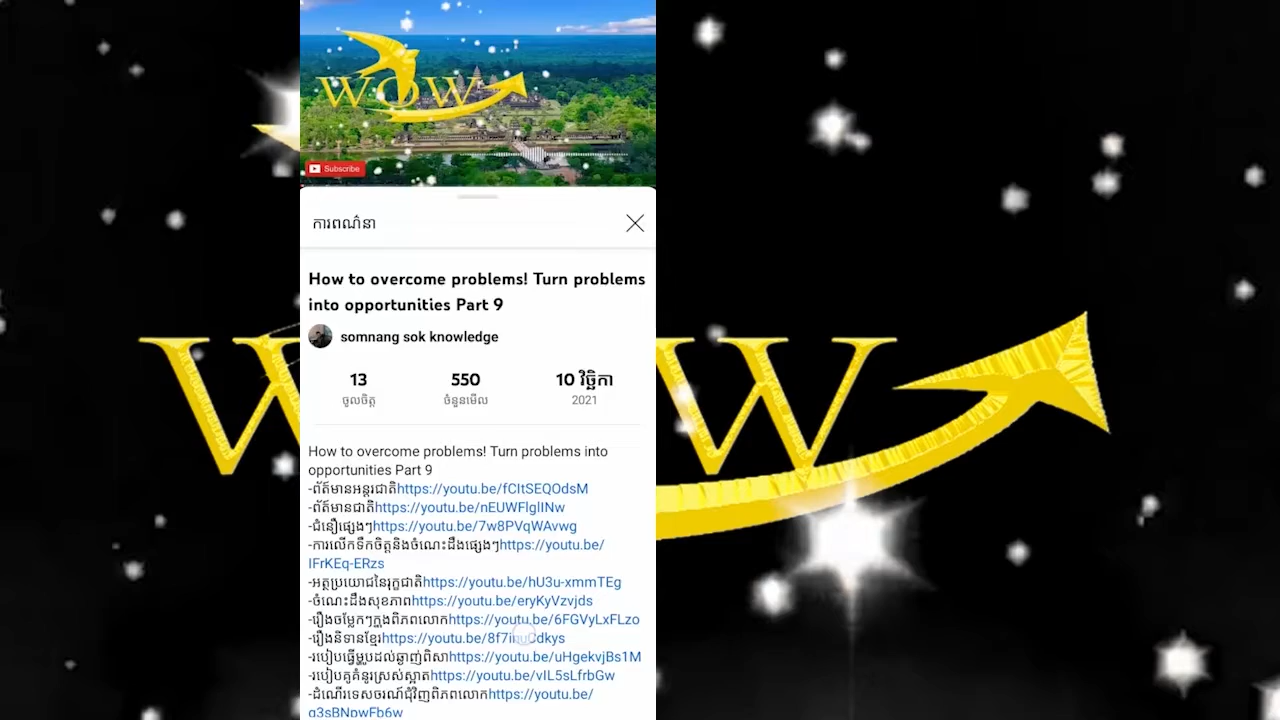 WOW
Subscribe
ការពណ៌នា
How to overcome problems! Turn problems
into opportunities Part 9
somnang sok knowledge
13 550 10 វិច្ឆិកា
ចូលចិត្ត ចំនួនមើល 2021
How to overcome problems! Turn problems into
opportunities Part 9
-ព័ត៍មានអន្តរជាតិhttps://youtu.be/fCItSEQOdsM
-ព័ត៍មានជាតិhttps://youtu.be/nEUWFlglINw
-ជំនឿផ្សេងៗhttps://youtu.be/7w8PVqWAvwg
-ការលើកទឹកចិត្តនិងចំណេះដឹងផ្សេងៗhttps://youtu.be/
IFrKEq-ERzs
-អត្ថប្រយោជនៃរុក្ខជាតិhttps://youtu.be/hU3u-xmmTEg
-ចំណេះដឹងសុខភាពhttps://youtu.be/eryKyVzvjds
-រឿងចម្លែកៗក្នុងពិភពលោកhttps://youtu.be/6FGVyLxFLzo
-រឿងនិទានខ្មែរhttps://youtu.be/
-របៀបធ្វើម្ហូបដល់ឆ្ងាញ់ពិសាhttps://youtu.be/uHgekvjBs1M
-របៀបគូគំនូរស្រស់ស្អាតhttps://youtu.be/vIL5sLfrbGw
-ដំណើរទេសចរណ៍ជុំវិញពិភពលោកhttps://youtu.be/
g3sBNpwFb6w
W W